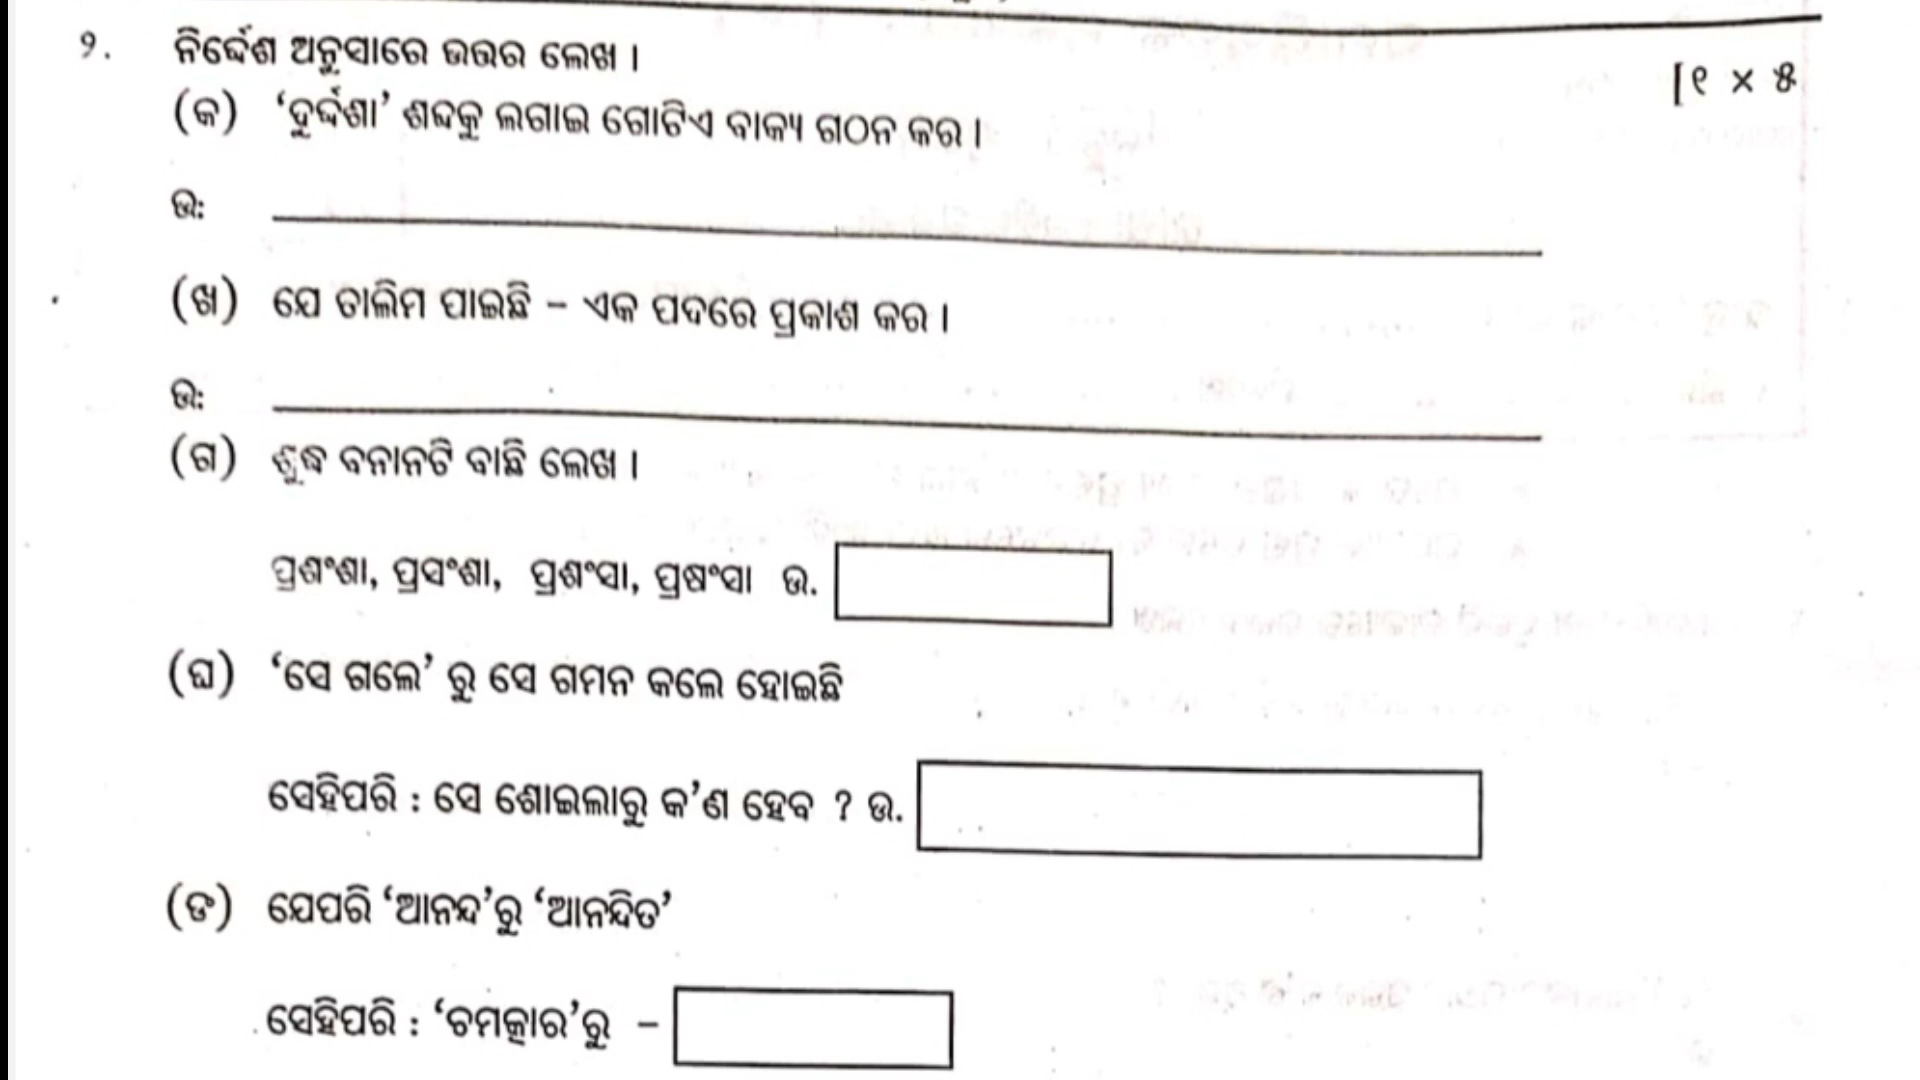 ୨. ନିର୍ଦ୍ଦେଶ ଅନୁସାରେ ଉତ୍ତର ଲେଖ । [୧ × ୫
(କ) ‘ଦୁର୍ଦ୍ଦଶା’ ଶବ୍ଦକୁ ଲଗାଇ ଗୋଟିଏ ବାକ୍ୟ ଗଠନ କର ।
ଉ:
(ଖ) ଯେ ତାଲିମ ପାଇଛି – ଏକ ପଦରେ ପ୍ରକାଶ କର ।
ଉ:
(ଗ) ଶୁଦ୍ଧ ବନାନଟି ବାଛି ଲେଖ ।
ପ୍ରଶଂଶା, ପ୍ରସଂଶା, ପ୍ରଶଂସା, ପ୍ରଷଂସା ଉ.
(ଘ) ‘ସେ ଗଲେ’ ରୁ ସେ ଗମନ କଲେ ହୋଇଛି
ସେହିପରି : ସେ ଶୋଇଲାରୁ କ’ଣ ହେବ ? ଉ.
(ଙ) ଯେପରି ‘ଆନନ୍ଦ’ରୁ ‘ଆନନ୍ଦିତ’
ସେହିପରି : ‘ଚମତ୍କାର’ରୁ –